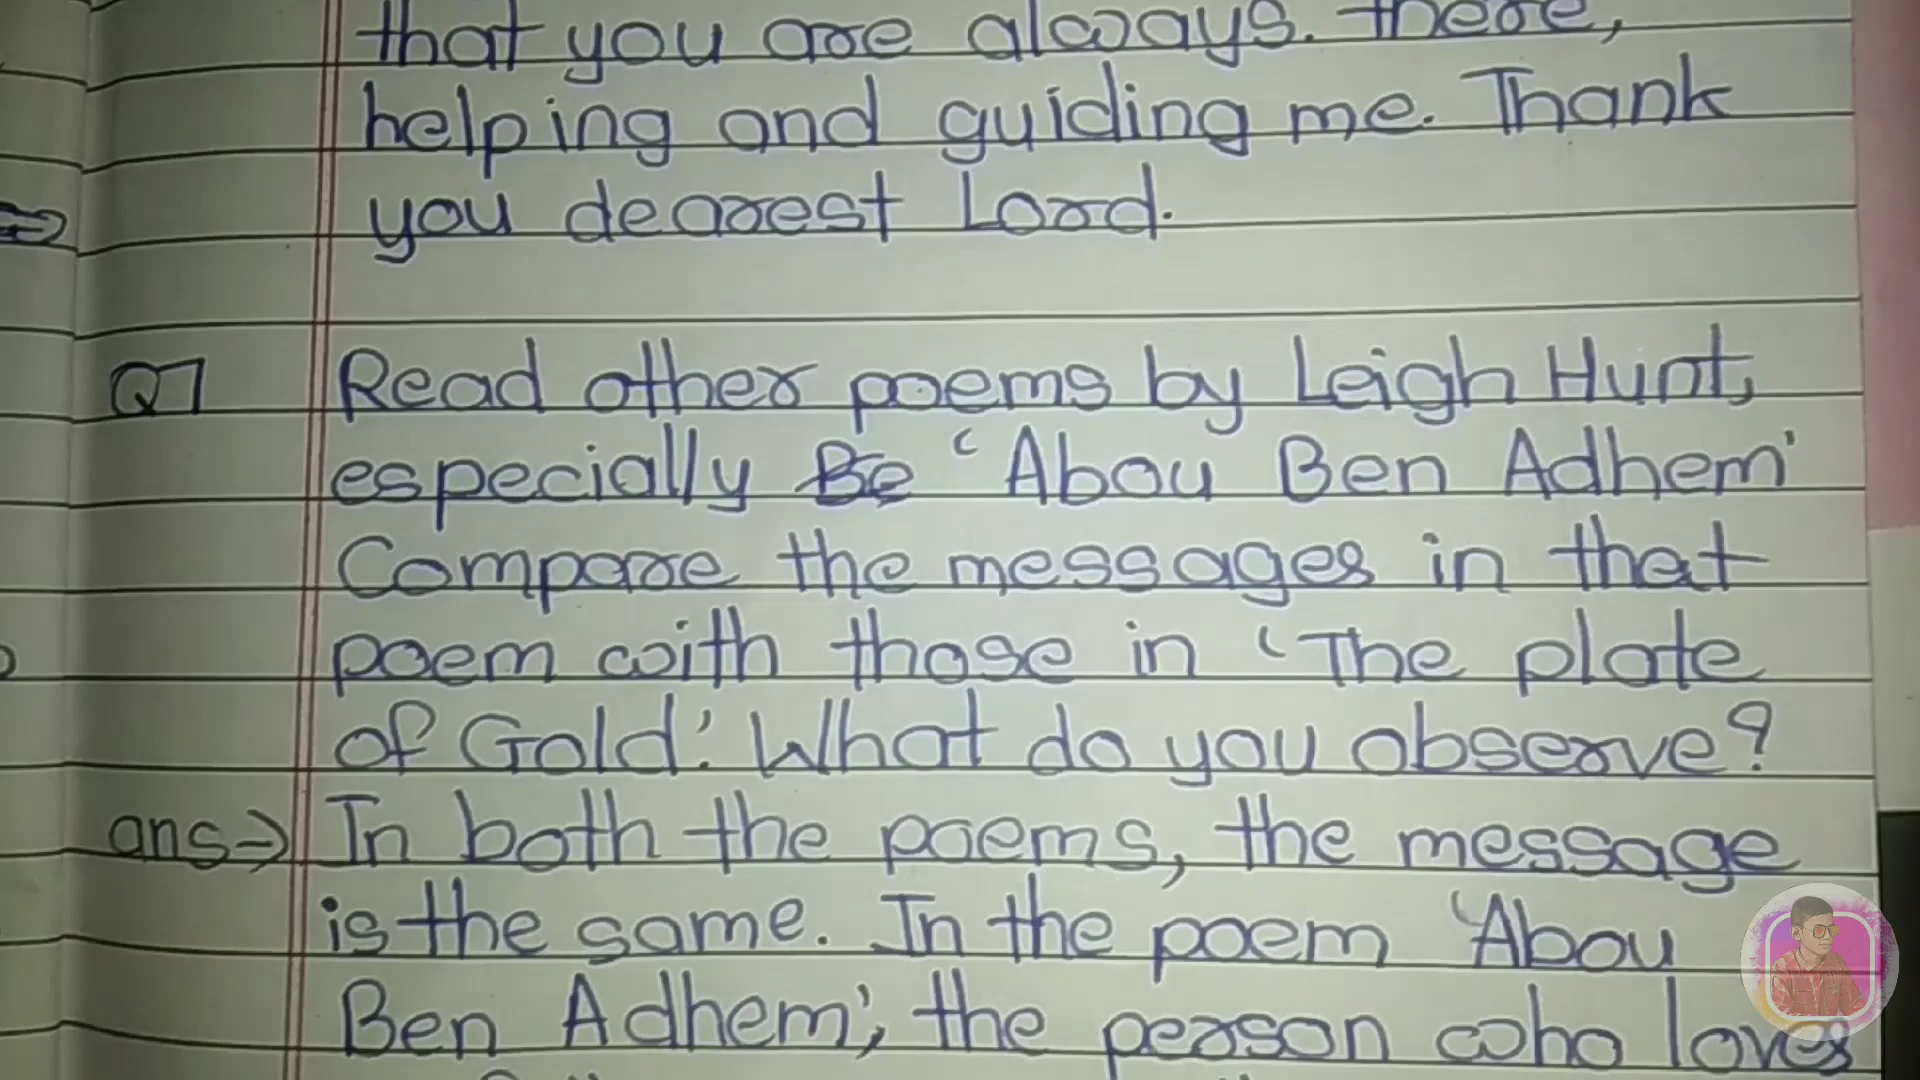 that you are always. there,
helping and guiding me. Thank
you dearest Lord.
Q7 Read other poems by Leigh Hunt,
especially Be 'Abou Ben Adhem'
Compare the messages in that
poem with those in 'The plate
of Gold'. What do you observe?
ans→ In both the poems, the message
is the same. In the poem 'Abou
Ben Adhem', the person who loves